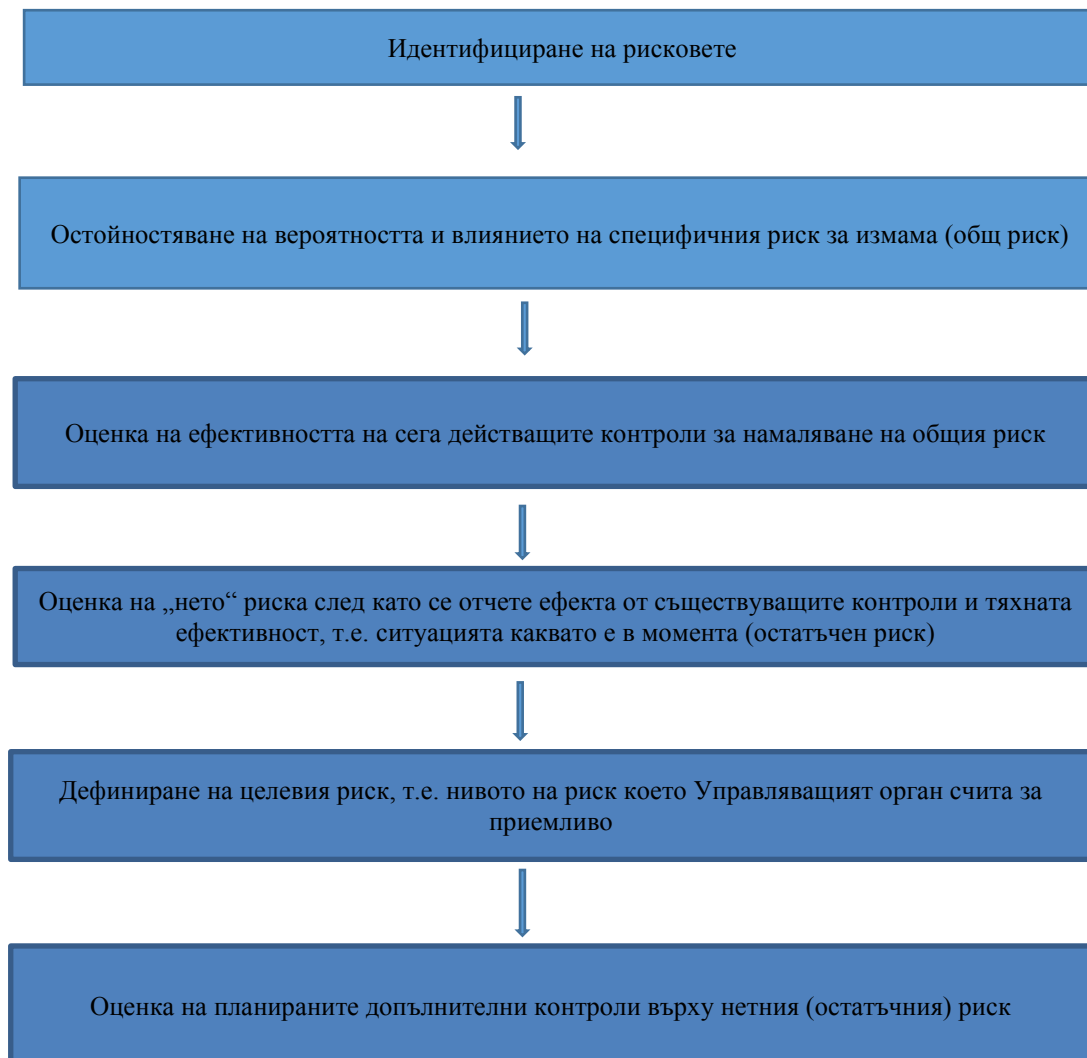 Идентифициране на рисковете
Остойностяване на вероятността и влиянието на специфичния риск за измама (общ риск)
Оценка на ефективността на сега действащите контроли за намаляване на общия риск
Оценка на „нето“ риска след като се отчете ефекта от съществуващите контроли и тяхната
ефективност, т.е. ситуацията каквато е в момента (остатъчен риск)
Дефиниране на целевия риск, т.е. нивото на риск което Управляващият орган счита за
приемливо
Оценка на планираните допълнителни контроли върху нетния (остатъчния) риск